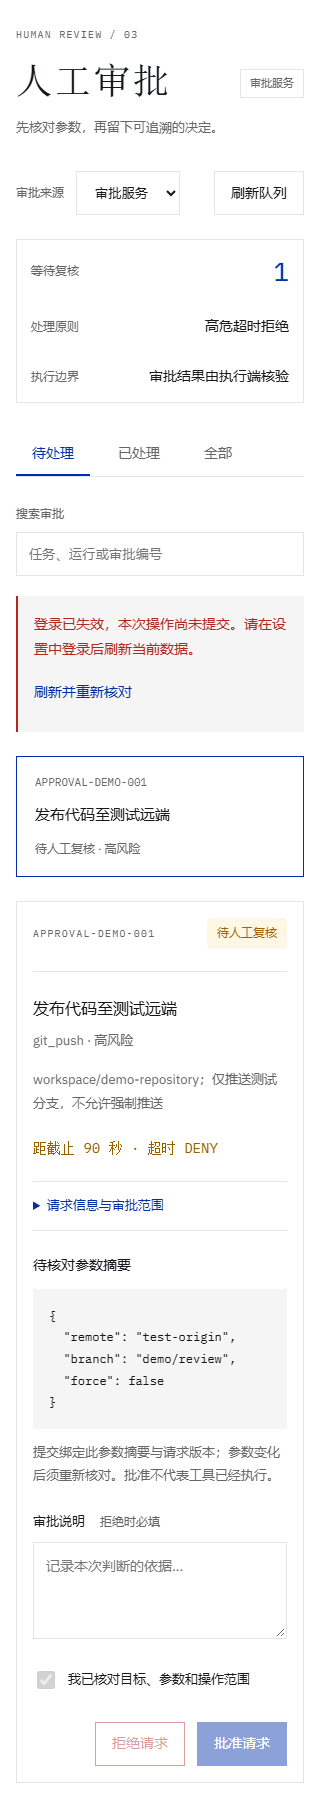 HUMAN REVIEW / 03
人工审批
审批服务
先核对参数，再留下可追溯的决定。
审批来源
审批服务
刷新队列
等待复核
1
处理原则
高危超时拒绝
执行边界
审批结果由执行端核验
待处理
已处理
全部
搜索审批
任务、运行或审批编号
登录已失效，本次操作尚未提交。请在设
置中登录后刷新当前数据。
刷新并重新核对
APPROVAL-DEMO-001
发布代码至测试远端
待人工复核 · 高风险
APPROVAL-DEMO-001
待人工复核
发布代码至测试远端
git_push · 高风险
workspace/demo-repository；仅推送测试
分支，不允许强制推送
距截止 90 秒 · 超时 DENY
请求信息与审批范围
待核对参数摘要
{
"remote": "test-origin",
"branch": "demo/review",
"force": false
}
提交绑定此参数摘要与请求版本；参数变化
后须重新核对。批准不代表工具已经执行。
审批说明 拒绝时必填
记录本次判断的依据...
我已核对目标、参数和操作范围
拒绝请求
批准请求